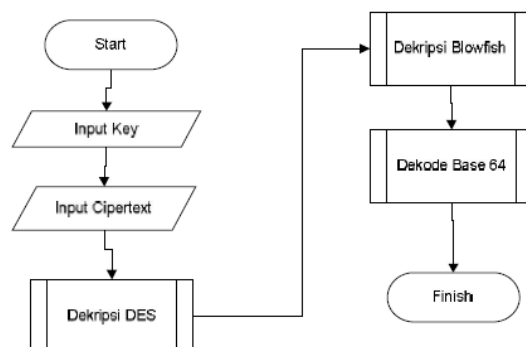 Start
Input Key
Input Cipertext
Dekripsi DES
Dekripsi Blowfish
Dekode Base 64
Finish